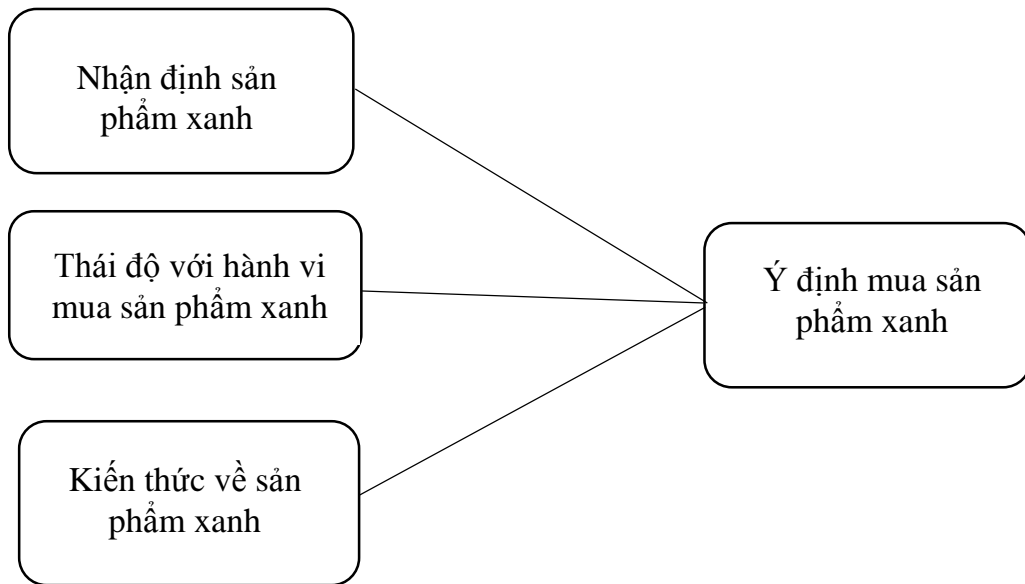 Nhận định sản
phẩm xanh
Thái độ với hành vi
mua sản phẩm xanh
Ý định mua sản
phẩm xanh
Kiến thức về sản
phẩm xanh